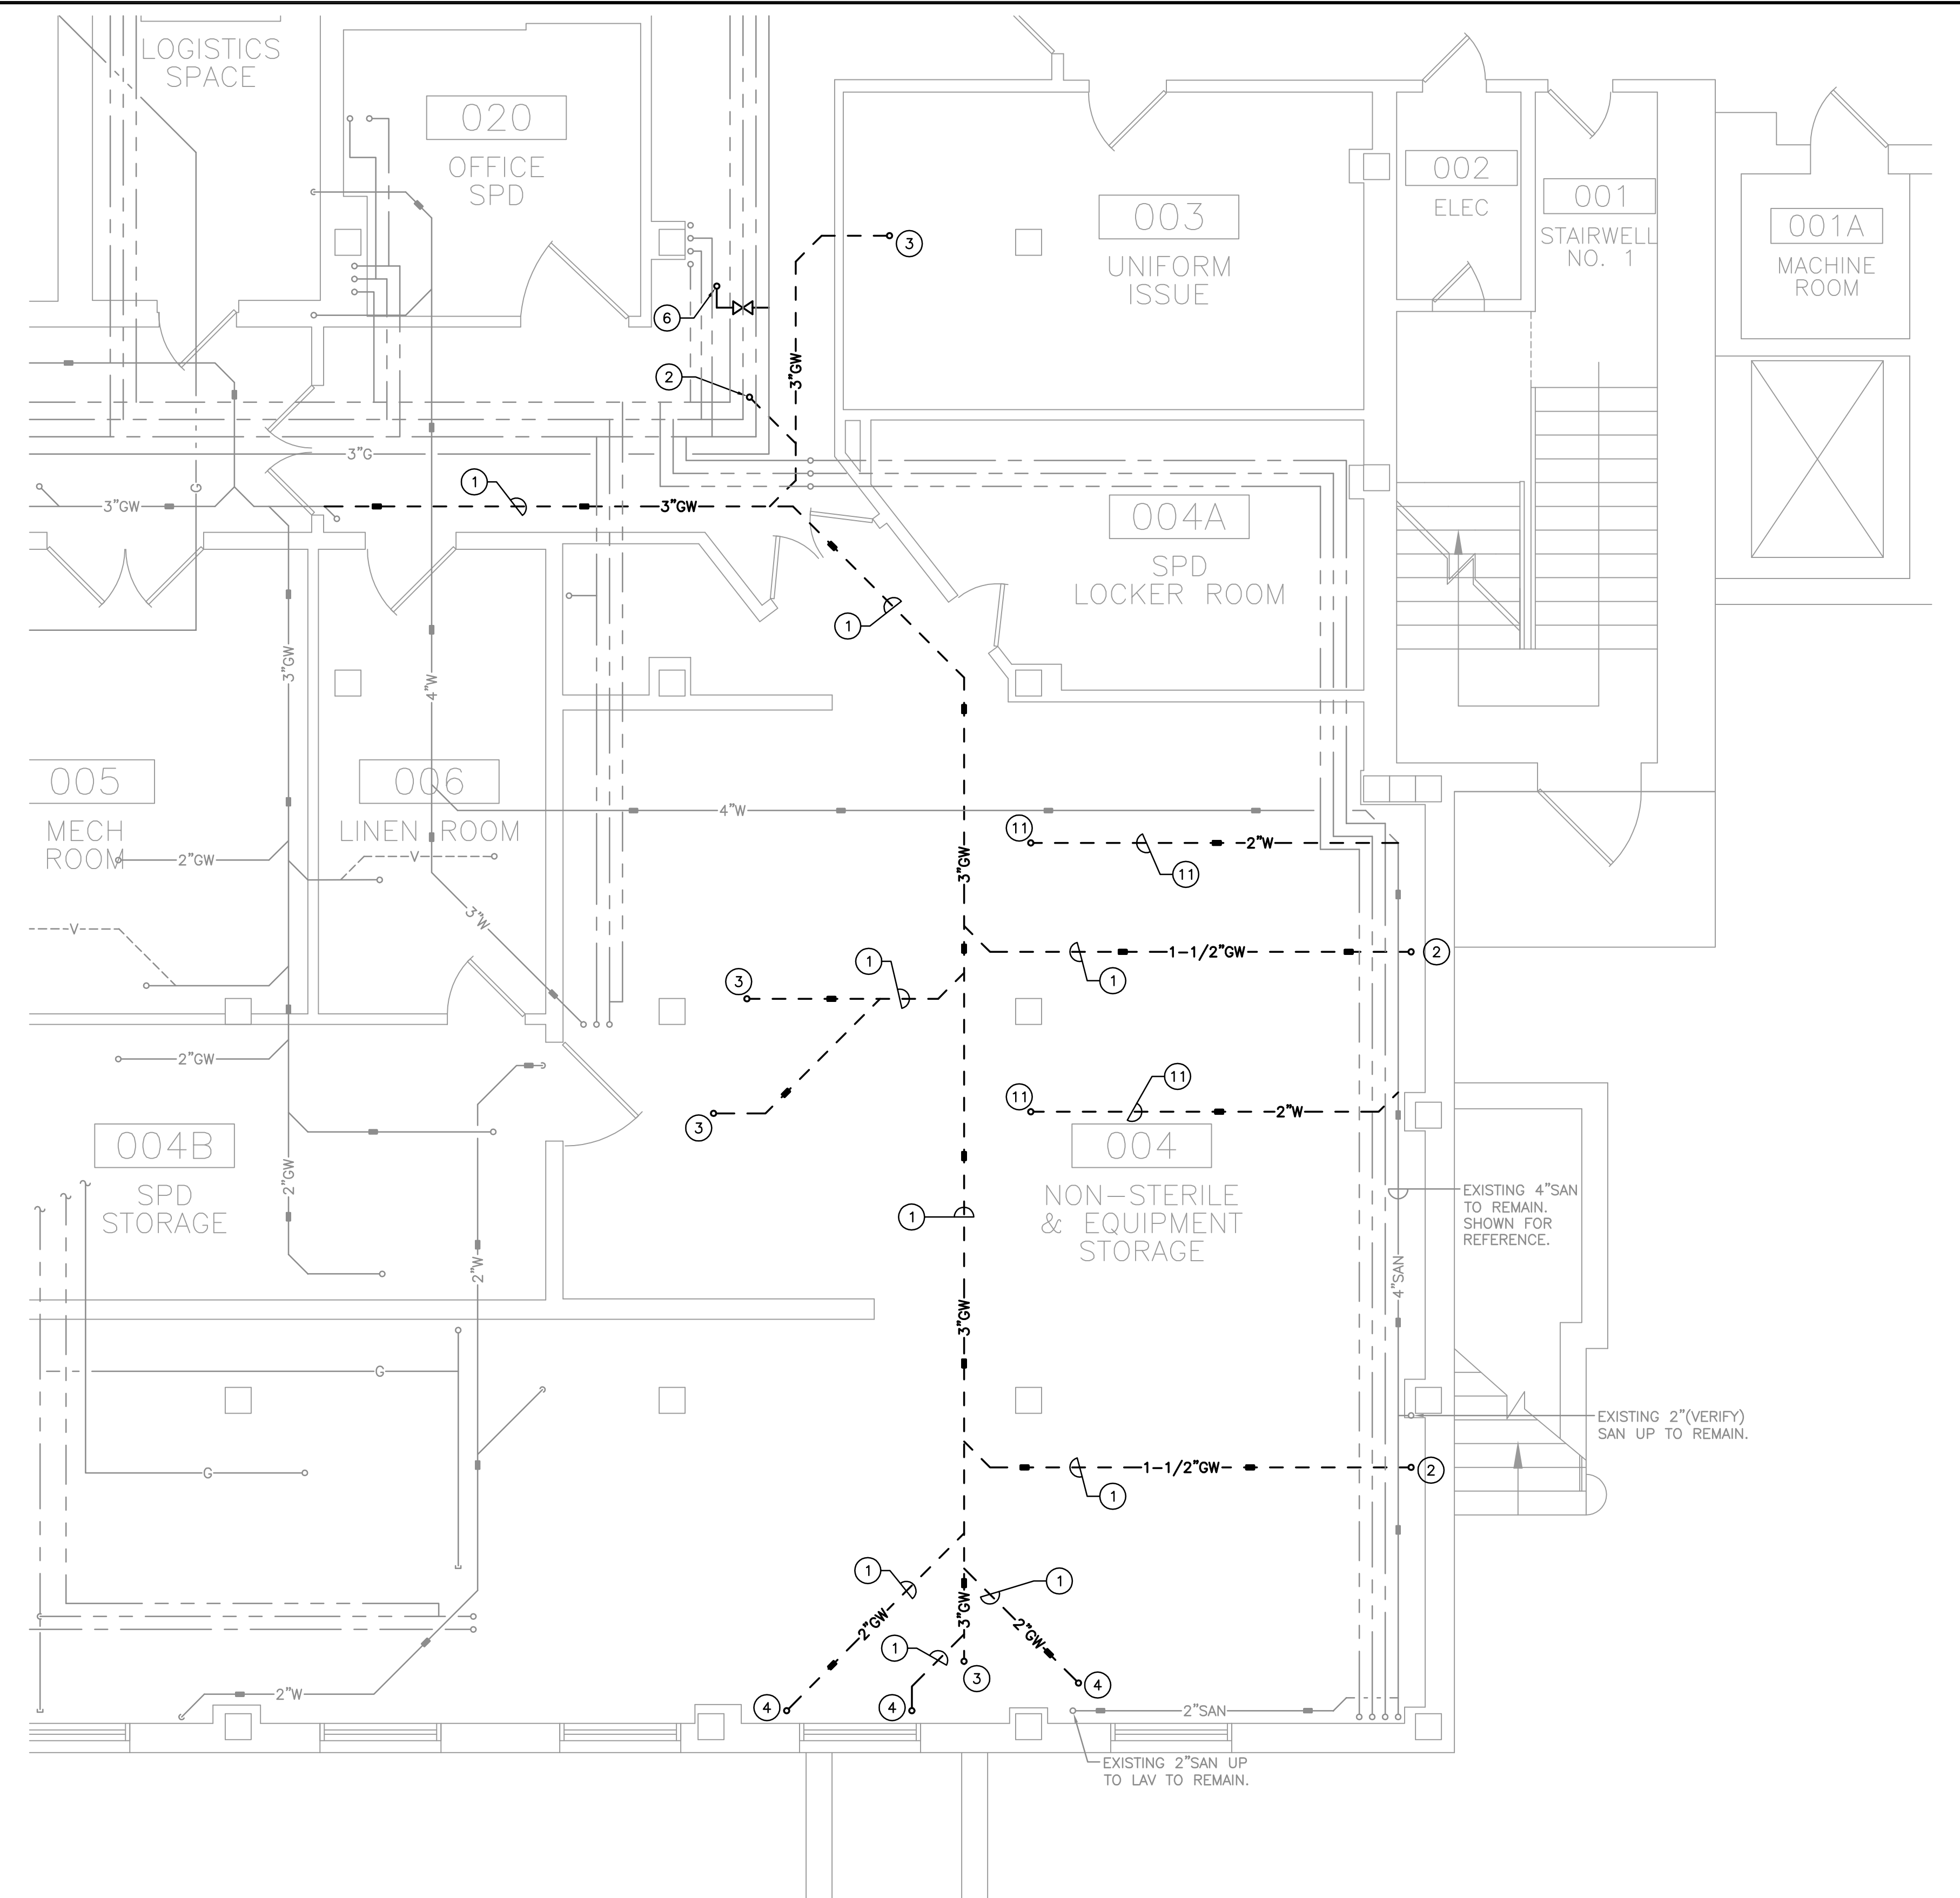 LOGISTICS
SPACE
020
OFFICE
SPD
003
UNIFORM
ISSUE
002
ELEC
001
STAIRWELL
NO. 1
001A
MACHINE
ROOM
3
6
2
3"GW
3"G
G
1
3"GW
3"GW
004A
SPD
LOCKER ROOM
1
3"GW
4"W
005
MECH
ROOM
006
LINEN ROOM
4"W
11
2"W
11
2"GW
V
3"GW
3"W
V
1
1-1/2"GW
2
1
3
2"GW
3
11
11
2"W
004B
SPD
STORAGE
2"GW
004
NON-STERILE
& EQUIPMENT
STORAGE
1
EXISTING 4"SAN
TO REMAIN.
SHOWN FOR
REFERENCE.
2"W
4"SAN
3"GW
G
EXISTING 2"(VERIFY)
SAN UP TO REMAIN.
G
1-1/2"GW
2
1
1
1
2"GW
3"GW
2"GW
1
3
4
4
4
2"W
2"SAN
EXISTING 2"SAN UP
TO LAV TO REMAIN.